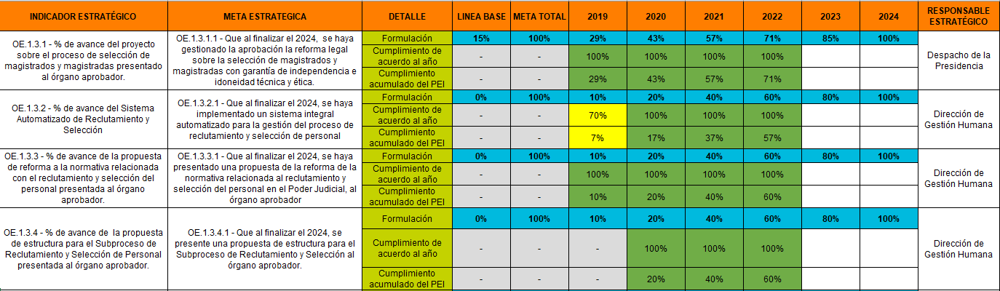 INDICADOR ESTRATÉGICO META ESTRATEGICA DETALLE LINEA BASE META TOTAL 2019 2020 2021 2022 2023 2024 RESPONSABLE ESTRATÉGICO
OE.1.3.1 - % de avance del proyecto
sobre el proceso de selección de
magistrados y magistradas presentado
al órgano aprobador.
OE.1.3.1.1 - Que al finalizar el 2024, se haya
gestionado la aprobación la reforma legal
sobre la selección de magistrados y
magistradas con garantía de independencia e
idoneidad técnica y ética.
Formulación 15% 100% 29% 43% 57% 71% 85% 100%
Cumplimiento de
acuerdo al año - - 100% 100% 100% 100%
Cumplimiento
acumulado del PEI - - 29% 43% 57% 71%
Despacho de la
Presidencia
OE.1.3.2 - % de avance del Sistema
Automatizado de Reclutamiento y
Selección
OE.1.3.2.1 - Que al finalizar el 2024, se haya
implementado un sistema integral
automatizado para la gestión del proceso de
reclutamiento y selección de personal
Formulación 0% 100% 10% 20% 40% 60% 80% 100%
Cumplimiento de
acuerdo al año - - 70% 100% 100% 100%
Cumplimiento
acumulado del PEI - - 7% 17% 37% 57%
Dirección de
Gestión Humana
OE.1.3.3 - % de avance de la propuesta
de reforma a la normativa relacionada
con el reclutamiento y selección del
personal presentada al órgano
aprobador.
OE.1.3.3.1 - Que al finalizar el 2024, se haya
presentado una propuesta de la reforma de la
normativa relacionada al reclutamiento y
selección del personal en el Poder Judicial, al
órgano aprobador
Formulación 0% 100% 10% 20% 40% 60% 80% 100%
Cumplimiento de
acuerdo al año - - 100% 100% 100% 100%
Cumplimiento
acumulado del PEI - - 10% 20% 40% 60%
Dirección de
Gestión Humana
OE.1.3.4 - % de avance de la propuesta
de estructura para el Subproceso de
Reclutamiento y Selección de Personal
presentada al órgano aprobador.
OE.1.3.4.1 - Que al finalizar el 2024, se
presente una propuesta de estructura para el
Subproceso de Reclutamiento y Selección al
órgano aprobador.
Formulación 0% 100% 10% 20% 40% 60% 80% 100%
Cumplimiento de
acuerdo al año - - - 100% 100% 100%
Cumplimiento
acumulado del PEI - - - 20% 40% 60%
Dirección de
Gestión Humana